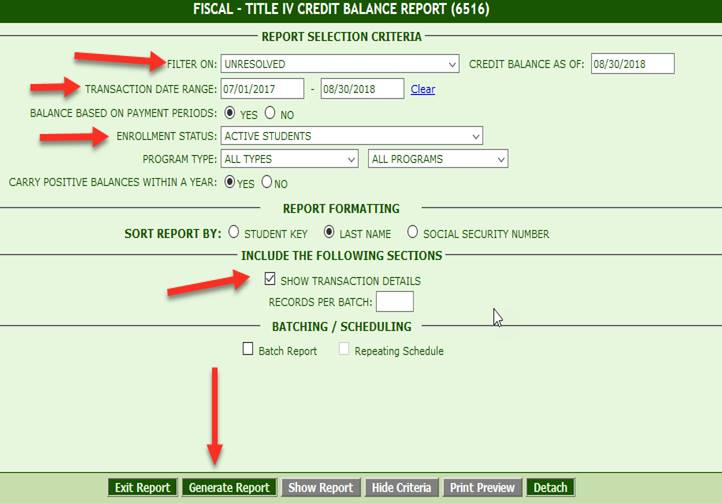 FISCAL - TITLE IV CREDIT BALANCE REPORT (6516)
REPORT SELECTION CRITERIA
FILTER ON: UNRESOLVED CREDIT BALANCE AS OF: 08/30/2018
TRANSACTION DATE RANGE: 07/01/2017 - 08/30/2018 Clear
BALANCE BASED ON PAYMENT PERIODS: YES NO
ENROLLMENT STATUS: ACTIVE STUDENTS
PROGRAM TYPE: ALL TYPES ALL PROGRAMS
CARRY POSITIVE BALANCES WITHIN A YEAR: YES NO
REPORT FORMATTING
SORT REPORT BY: STUDENT KEY LAST NAME SOCIAL SECURITY NUMBER
INCLUDE THE FOLLOWING SECTIONS
SHOW TRANSACTION DETAILS
RECORDS PER BATCH:
BATCHING / SCHEDULING
Batch Report Repeating Schedule
Exit Report Generate Report Show Report Hide Criteria Print Preview Detach